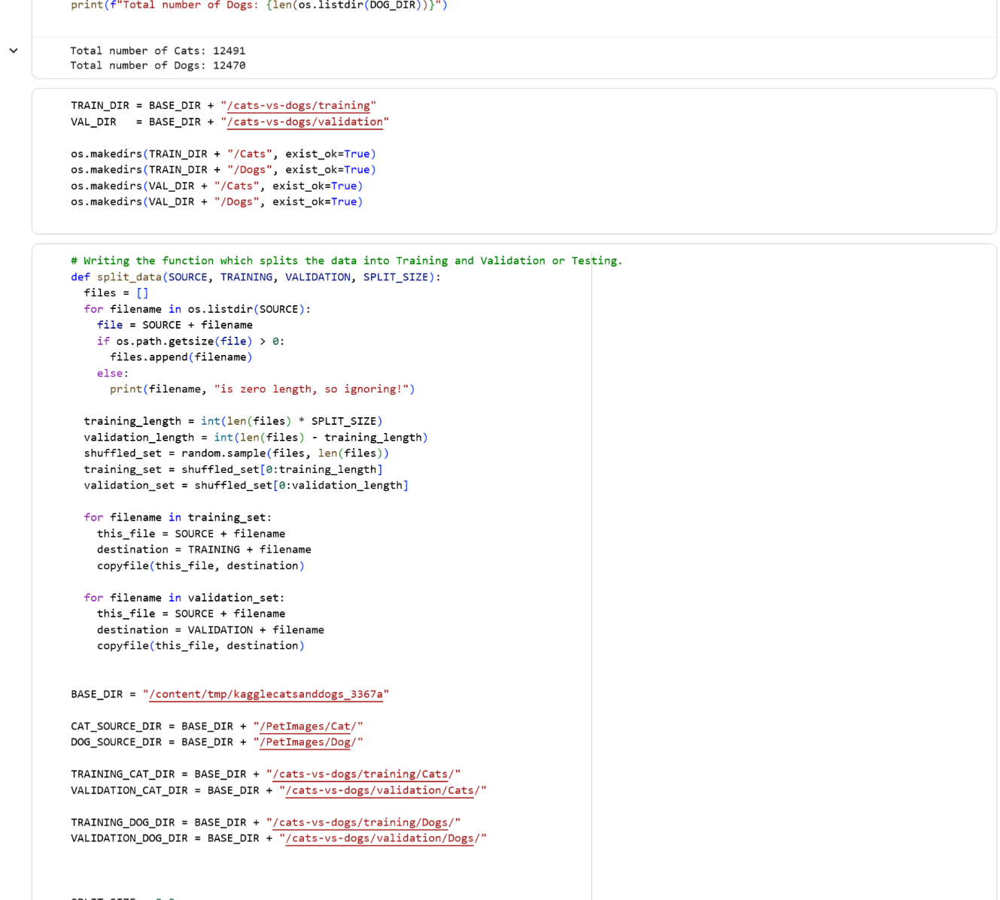 print(f"Total number of Dogs: {len(os.listdir(DOG_DIR))}")
Total number of Cats: 12491
Total number of Dogs: 12470
TRAIN_DIR = BASE_DIR + "/cats-vs-dogs/training"
VAL_DIR   = BASE_DIR + "/cats-vs-dogs/validation"
os.makedirs(TRAIN_DIR + "/Cats", exist_ok=True)
os.makedirs(TRAIN_DIR + "/Dogs", exist_ok=True)
os.makedirs(VAL_DIR + "/Cats", exist_ok=True)
os.makedirs(VAL_DIR + "/Dogs", exist_ok=True)
# Writing the function which splits the data into Training and Validation or Testing.
def split_data(SOURCE, TRAINING, VALIDATION, SPLIT_SIZE):
  files = []
  for filename in os.listdir(SOURCE):
    file = SOURCE + filename
    if os.path.getsize(file) > 0:
      files.append(filename)
    else:
      print(filename, "is zero length, so ignoring!")
  training_length = int(len(files) * SPLIT_SIZE)
  validation_length = int(len(files) - training_length)
  shuffled_set = random.sample(files, len(files))
  training_set = shuffled_set[0:training_length]
  validation_set = shuffled_set[0:validation_length]
  for filename in training_set:
    this_file = SOURCE + filename
    destination = TRAINING + filename
    copyfile(this_file, destination)
  for filename in validation_set:
    this_file = SOURCE + filename
    destination = VALIDATION + filename
    copyfile(this_file, destination)
BASE_DIR = "/content/tmp/kagglecatsanddogs_3367a"
CAT_SOURCE_DIR = BASE_DIR + "/PetImages/Cat/"
DOG_SOURCE_DIR = BASE_DIR + "/PetImages/Dog/"
TRAINING_CAT_DIR = BASE_DIR + "/cats-vs-dogs/training/Cats/"
VALIDATION_CAT_DIR = BASE_DIR + "/cats-vs-dogs/validation/Cats/"
TRAINING_DOG_DIR = BASE_DIR + "/cats-vs-dogs/training/Dogs/"
VALIDATION_DOG_DIR = BASE_DIR + "/cats-vs-dogs/validation/Dogs/"